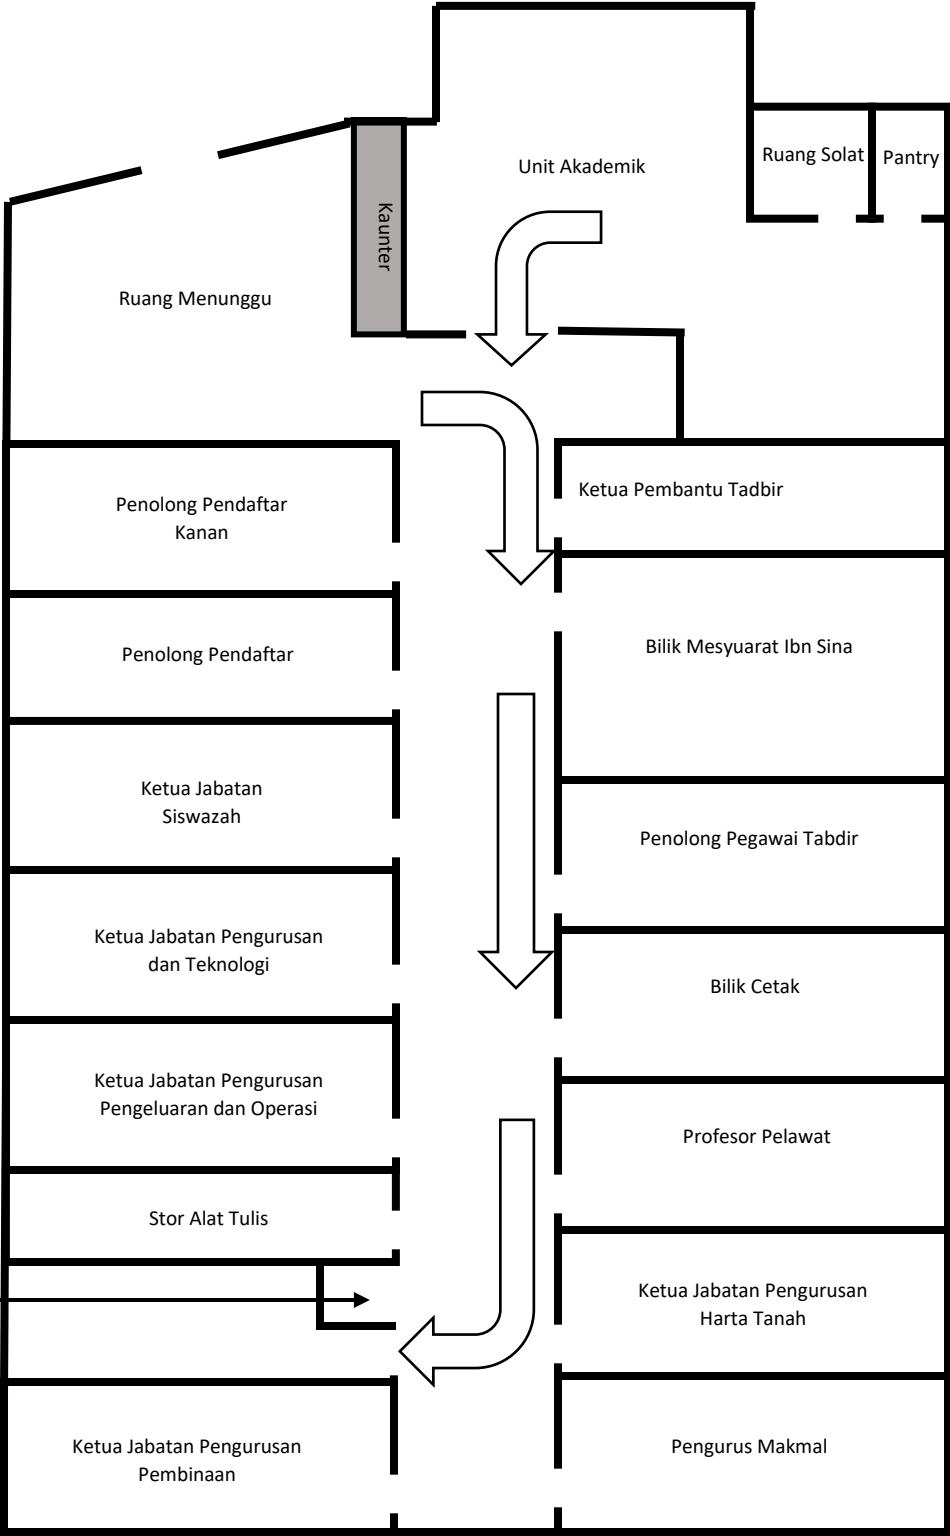 Unit Akademik
Ruang Solat
Pantry
Kaunter
Ruang Menunggu
Penolong Pendaftar
Kanan
Ketua Pembantu Tadbir
Penolong Pendaftar
Bilik Mesyuarat Ibn Sina
Ketua Jabatan
Siswazah
Penolong Pegawai Tabdir
Ketua Jabatan Pengurusan
dan Teknologi
Bilik Cetak
Ketua Jabatan Pengurusan
Pengeluaran dan Operasi
Profesor Pelawat
Stor Alat Tulis
Ketua Jabatan Pengurusan
Harta Tanah
Ketua Jabatan Pengurusan
Pembinaan
Pengurus Makmal